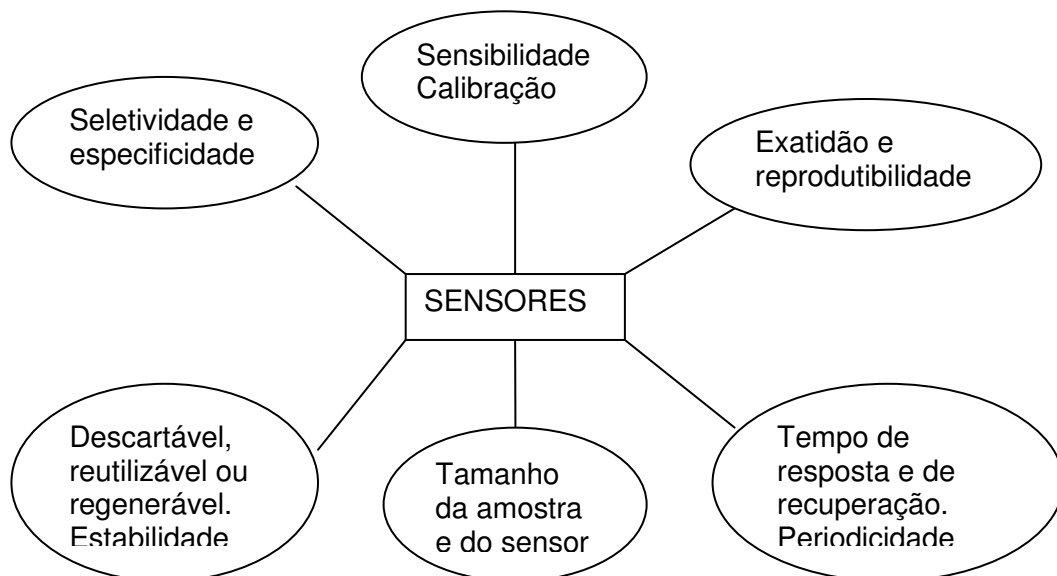 Sensibilidade
Calibração
Seletividade e
especificidade
Exatidão e
reprodutibilidade
SENSORES
Descartável,
reutilizável ou
regenerável.
Estabilidade
Tamanho
da amostra
e do sensor
Tempo de
resposta e de
recuperação.
Periodicidade